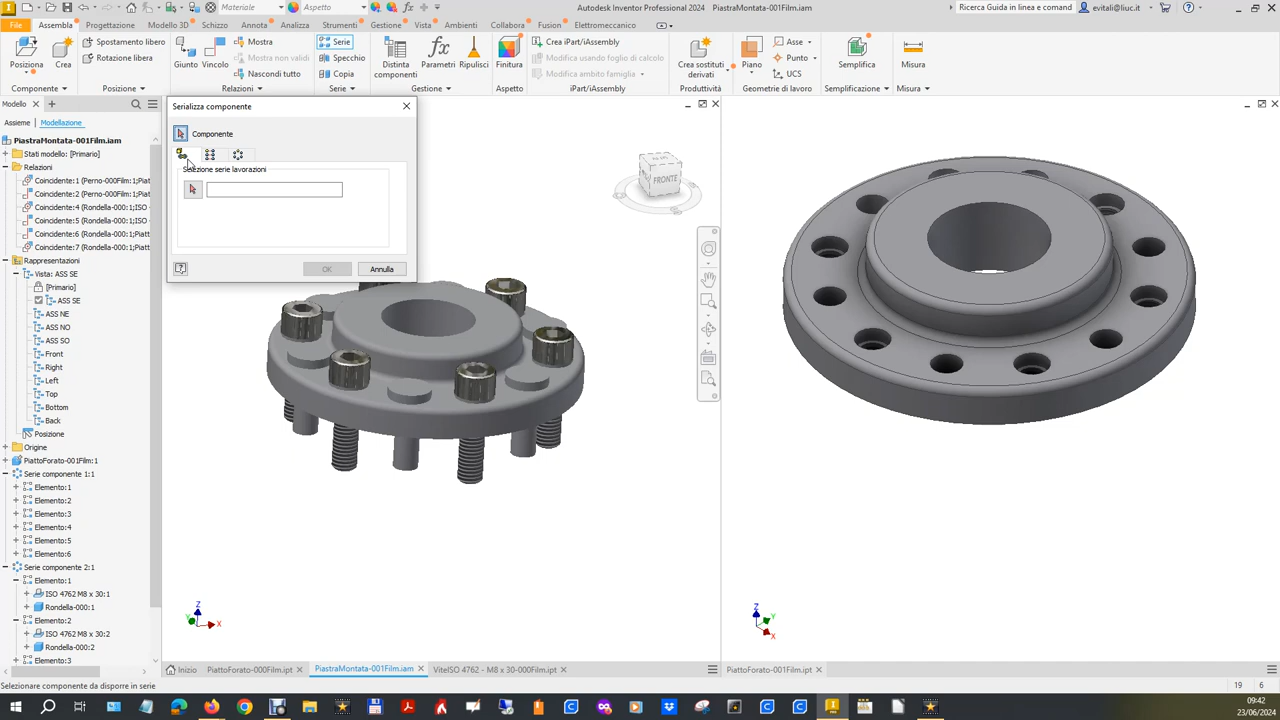 Materiale
Aspetto
Autodesk Inventor Professional 2024
PiastraMontata-001Film.iam
Ricerca Guida in linea e comando
evitali@liuc.it
File
Assembla
Progettazione
Modello 3D
Schizzo
Annotazione
Analizza
Strumenti
Gestione
Vista
Ambienti
Collabora
Fusion
Elettromeccanico
Posiziona
Crea
Spostamento libero
Rotazione libera
Giunto
Vincolo
Mostra
Mostra non validi
Nascondi tutto
Serie
Specchio
Copia
Distinta
componenti
Parametri
Ripulisci
Finitura
Crea iPart/iAssembly
Modifica usando foglio di calcolo
Modifica ambito famiglia
Crea sostituti
derivati
Piano
Asse
Punto
UCS
Semplifica
Misura
Componente
Posizione
Relazioni
Serie
Gestione
Aspetto
iPart/iAssembly
Produttività
Geometrie di lavoro
Semplificazione
Misura
Modello
Assieme
Modellazione
PiastraMontata-001Film.iam
Stati modello: [Primario]
Relazioni
Coincidente:1 (Perno-000Film:1;Piat
Coincidente:2 (Perno-000Film:1;Piat
Coincidente:4 (Rondella-000:1;ISO
Coincidente:5 (Rondella-000:1;ISO
Coincidente:6 (Rondella-000:1;Piatt
Coincidente:7 (Rondella-000:1;Piatt
Rappresentazioni
Vista: ASS SE
[Primario]
ASS SE
ASS NE
ASS NO
ASS SO
Front
Right
Left
Top
Bottom
Back
Posizione
Origine
PiattoForato-001Film:1
Serie componente 1:1
Elemento:1
Elemento:2
Elemento:3
Elemento:4
Elemento:5
Elemento:6
Serie componente 2:1
Elemento:1
ISO 4762 M8 x 30:1
Rondella-000:1
Elemento:2
ISO 4762 M8 x 30:2
Rondella-000:2
Elemento:3
Serializza componente
Componente
Selezione serie lavorazioni
OK
Annulla
FRONTE
Z
Y
X
Z
Y
X
Inizio
PiattoForato-000Film.ipt
PiastraMontata-001Film.iam
ViteISO 4762 - M8 x 30-000Film.ipt
PiattoForato-001Film.ipt
Selezionare componente da disporre in serie
19
6
09:42
23/06/2024